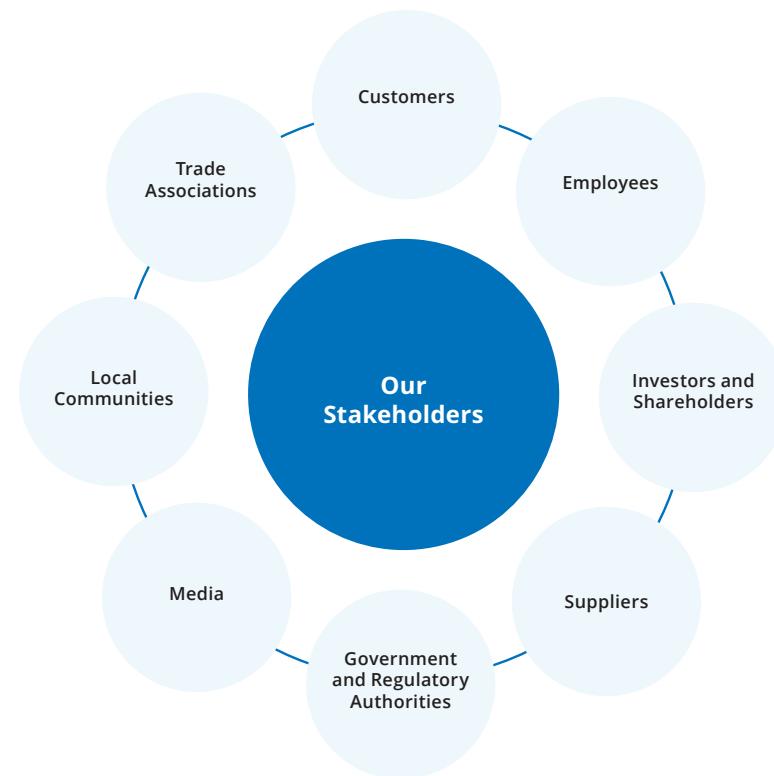 Customers
Employees
Investors and
Shareholders
Suppliers
Government
and Regulatory
Authorities
Media
Local
Communities
Trade
Associations
Our
Stakeholders